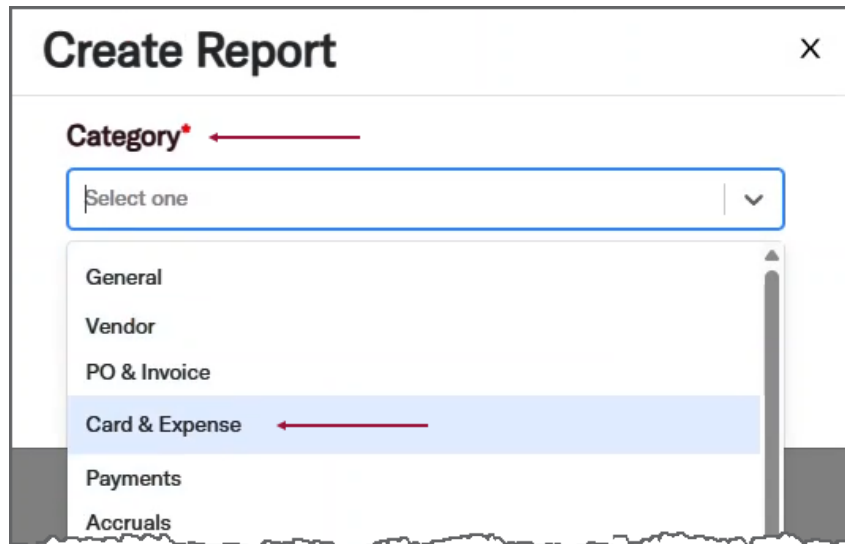 Create Report
Category*
Select one
General
Vendor
PO & Invoice
Card & Expense
Payments
Accruals